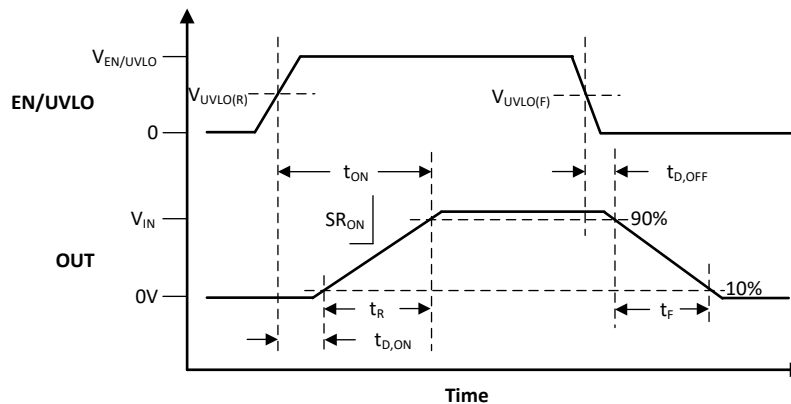 V_EN/UVLO
V_UVLO(R)
V_UVLO(F)
EN/UVLO
0
t_ON
t_D,OFF
V_IN
SR_ON
90%
OUT
0V
10%
t_R
t_F
t_D,ON
Time